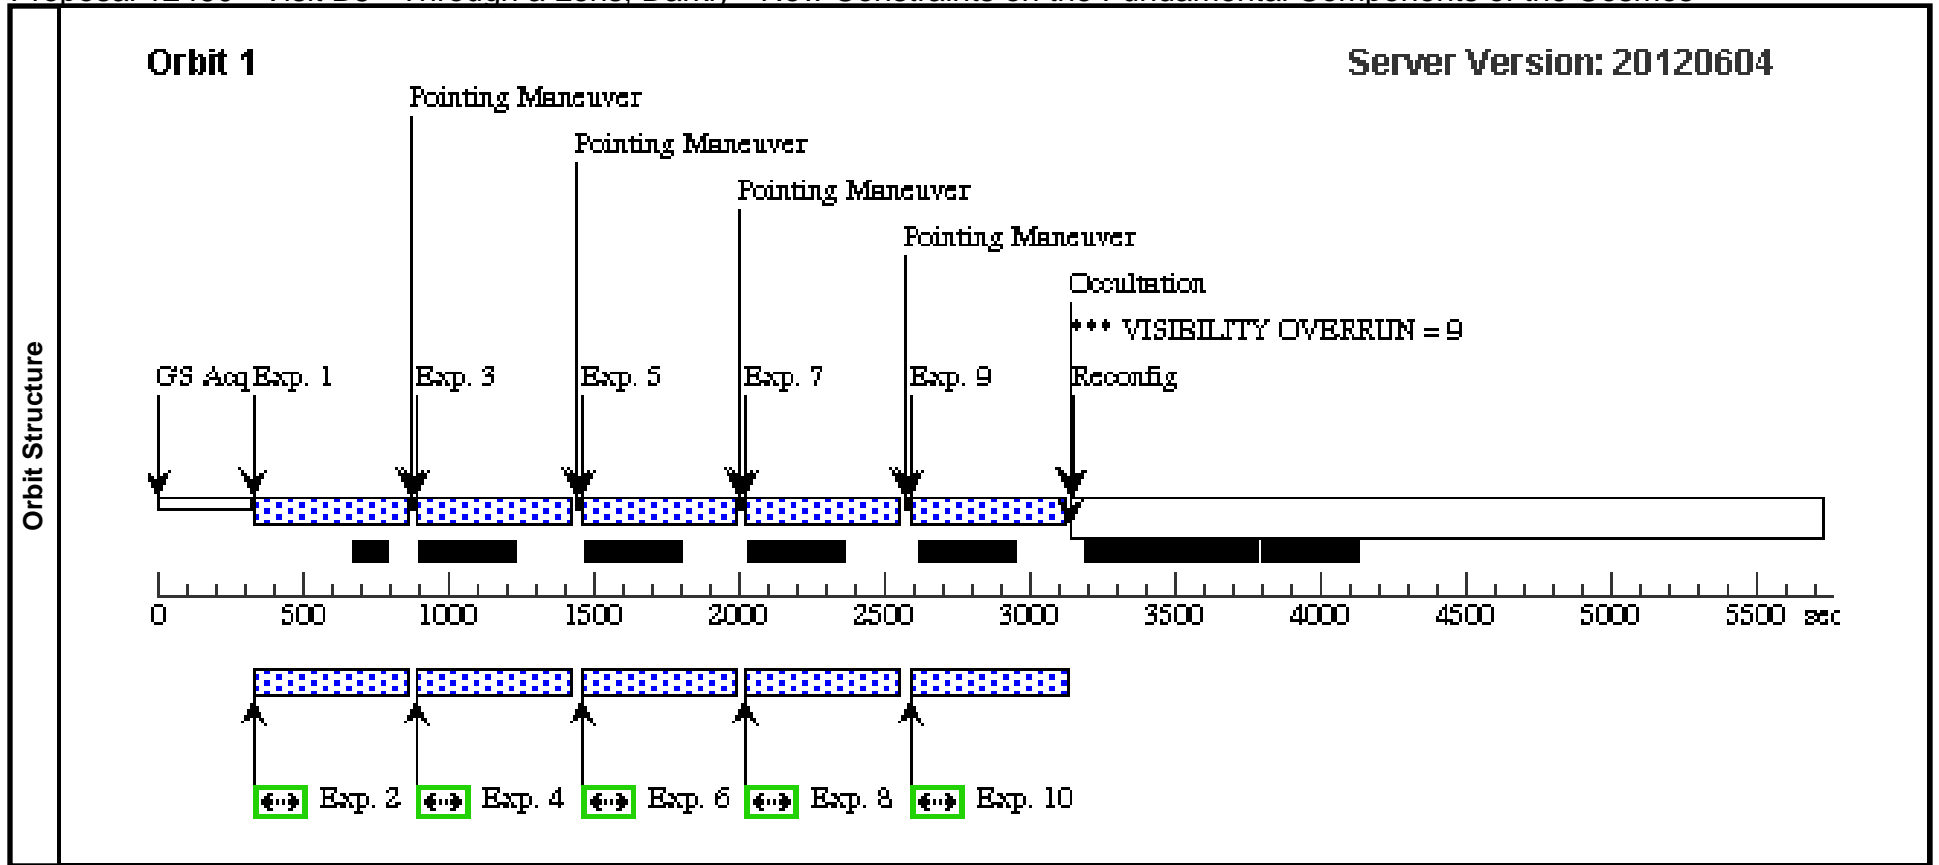 Orbit 1
Server Version: 20120604
Pointing Maneuver
Pointing Maneuver
Pointing Maneuver
Pointing Maneuver
Occultation
*** VISIBILITY OVERRUN = 9
GS Acq Exp. 1 Exp. 3 Exp. 5 Exp. 7 Exp. 9 Reconfig
Orbit Structure
0 500 1000 1500 2000 2500 3000 3500 4000 4500 5000 5500 sec
Exp. 2 Exp. 4 Exp. 6 Exp. 8 Exp. 10